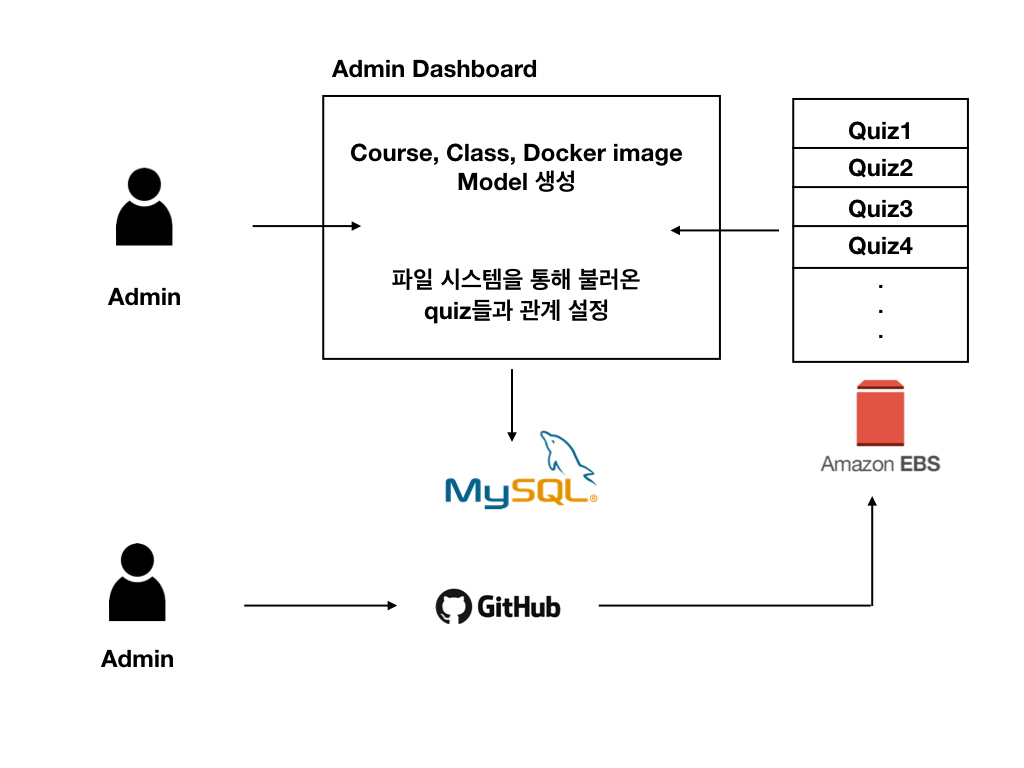 Admin Dashboard
Course, Class, Docker image
Model 생성
파일 시스템을 통해 불러온
quiz들과 관계 설정
Admin
Quiz1
Quiz2
Quiz3
Quiz4
.
.
.
Amazon EBS
MySQL®
Admin
GitHub